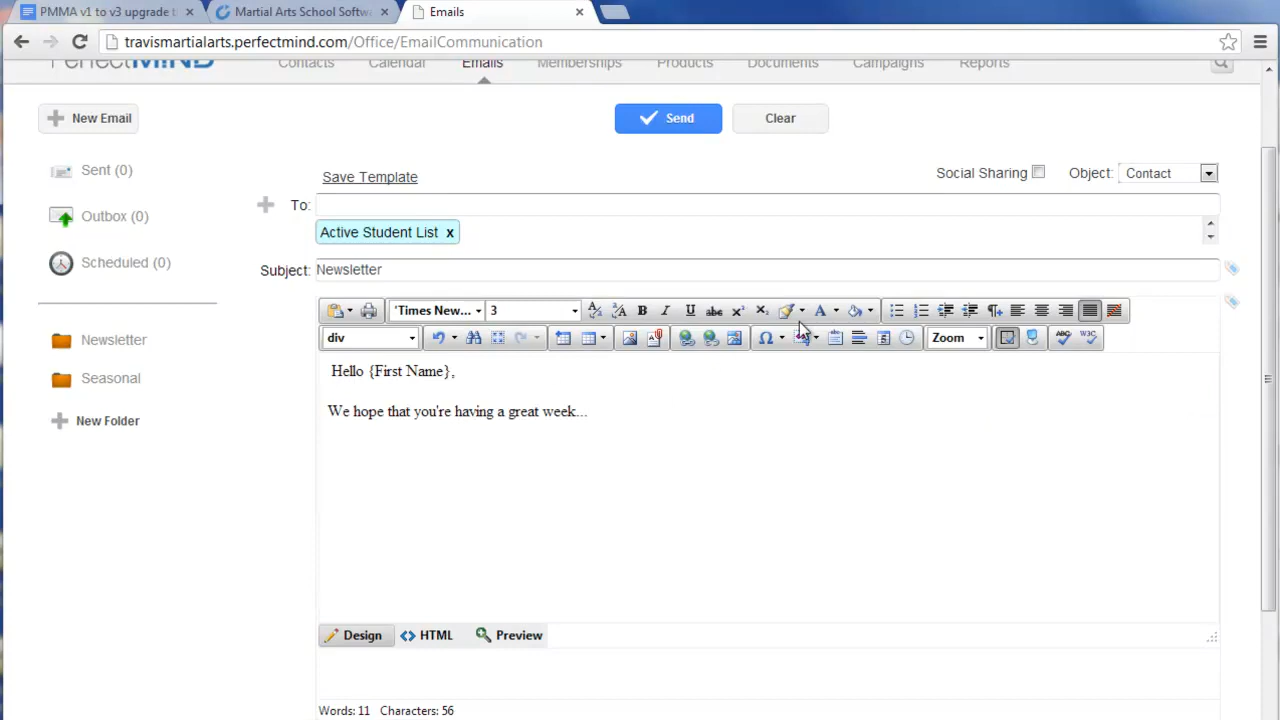 PMMA v1 to v3 upgrade t
Martial Arts School Softw
Emails
travismartialarts.perfectmind.com/Office/EmailCommunication
PerfectMIND
Contacts Calendar Emails Memberships Products Documents Campaigns Reports
New Email
Send
Clear
Sent (0)
Outbox (0)
Scheduled (0)
Newsletter
Seasonal
New Folder
Save Template
Social Sharing
Object: Contact
To:
Active Student List x
Subject: Newsletter
'Times New... 3
div
Zoom
Hello {First Name},
We hope that you're having a great week...
Design HTML Preview
Words: 11 Characters: 56